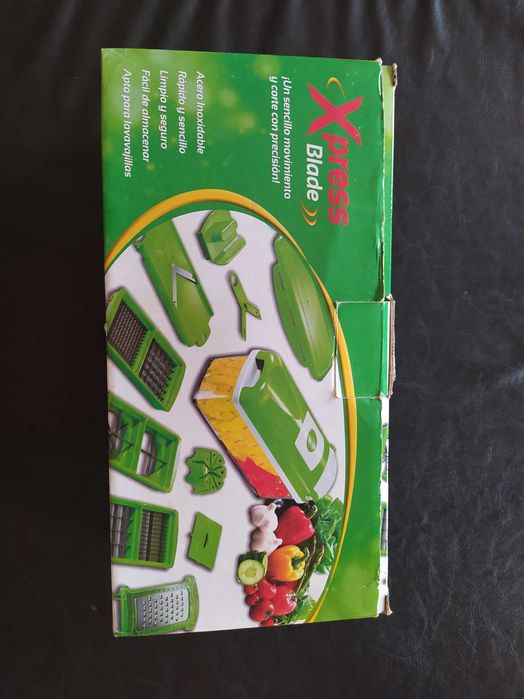 Xpress
Blade
¡Un sencillo movimiento
y corte con precisión!
Acero Inoxidable
Rápido y sencillo
Limpio y seguro
Fácil de almacenar
Apto para lavavajillas